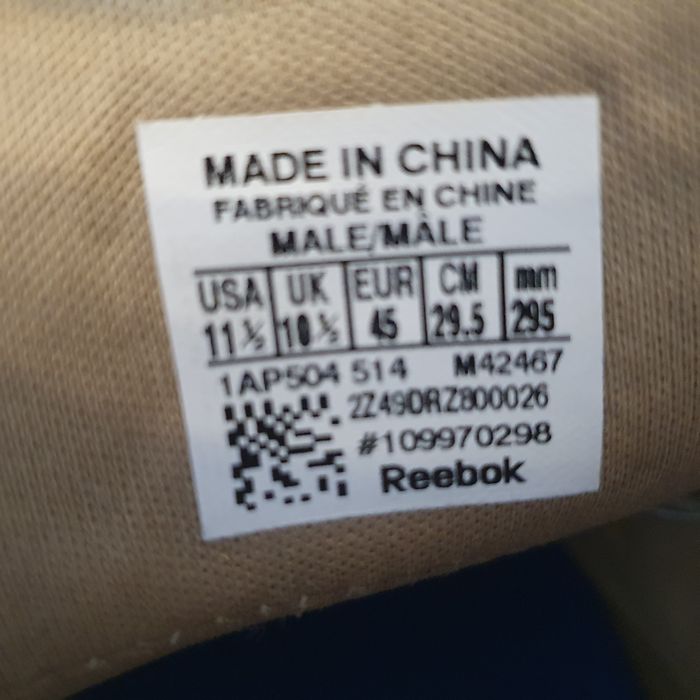 MADE IN CHINA
FABRIQUÉ EN CHINE
MALE/MÂLE
USA UK EUR CM mm
11½ 10½ 45 29.5 295
1AP504 514 M42467
2Z49DRZ800026
#109970298
Reebok